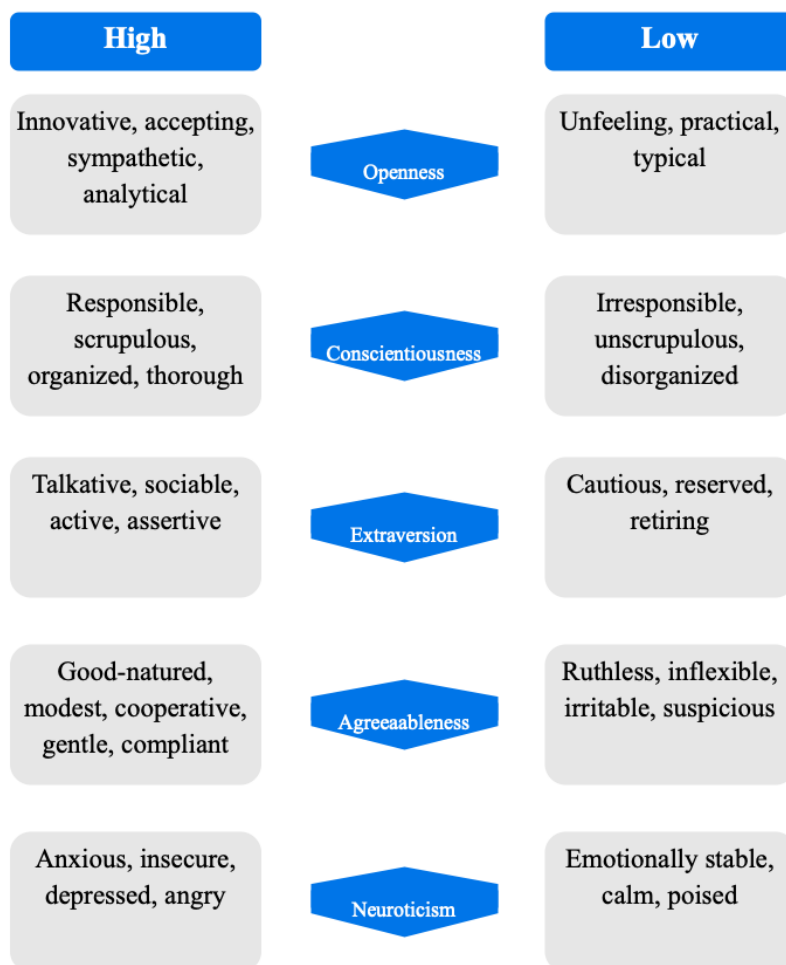 High
Low
Innovative, accepting,
sympathetic,
analytical
Openness
Unfeeling, practical,
typical
Responsible,
scrupulous,
organized, thorough
Conscientiousness
Irresponsible,
unscrupulous,
disorganized
Talkative, sociable,
active, assertive
Extraversion
Cautious, reserved,
retiring
Good-natured,
modest, cooperative,
gentle, compliant
Agreeaableness
Ruthless, inflexible,
irritable, suspicious
Anxious, insecure,
depressed, angry
Neuroticism
Emotionally stable,
calm, poised